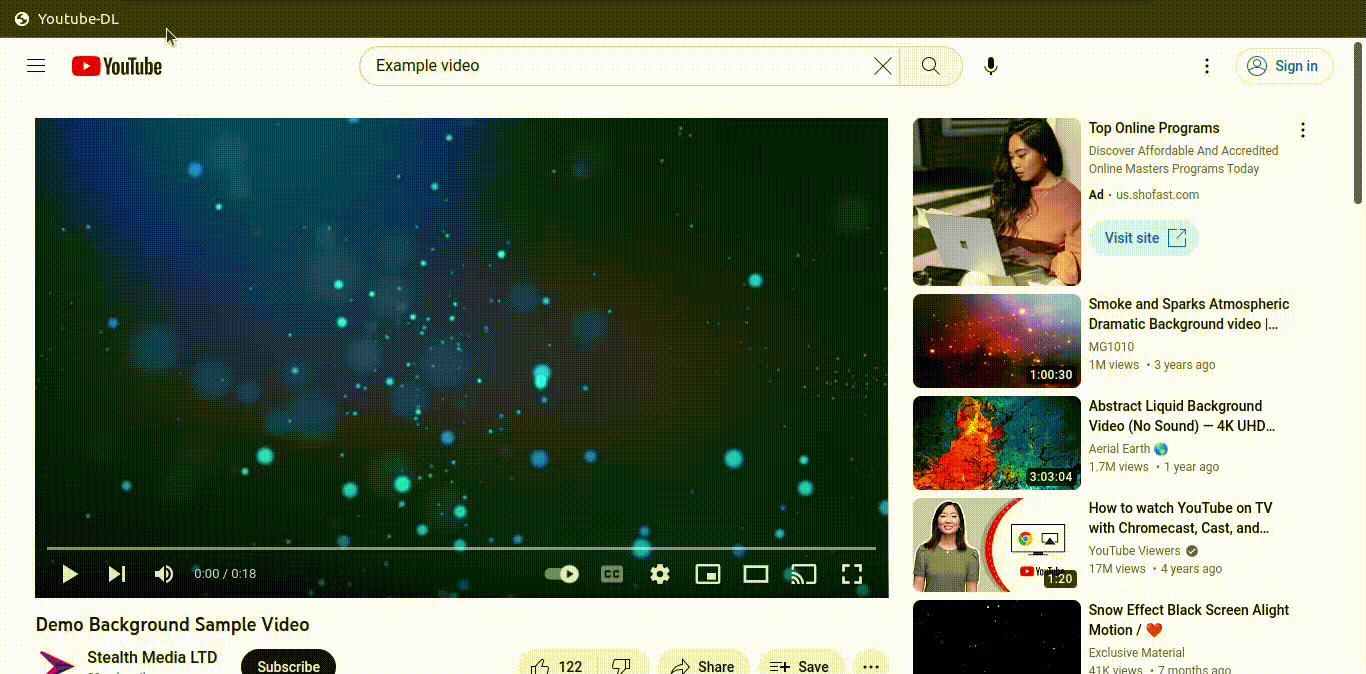 Youtube-DL
YouTube
Example video
Sign in
CC
0:00 / 0:18
Demo Background Sample Video
Stealth Media LTD
Subscribe
122
Share
Save
Top Online Programs
Discover Affordable And Accredited
Online Masters Programs Today
Ad · us.shofast.com
Visit site
1:00:30
Smoke and Sparks Atmospheric
Dramatic Background video |...
MG1010
1M views • 3 years ago
3:03:04
Abstract Liquid Background
Video (No Sound) — 4K UHD...
Aerial Earth 🌎
1.7M views • 1 year ago
YouTube
1:20
How to watch YouTube on TV
with Chromecast, Cast, and...
YouTube Viewers
17M views • 4 years ago
Snow Effect Black Screen Alight
Motion / ❤️
Exclusive Material
41K views • 7 months ago